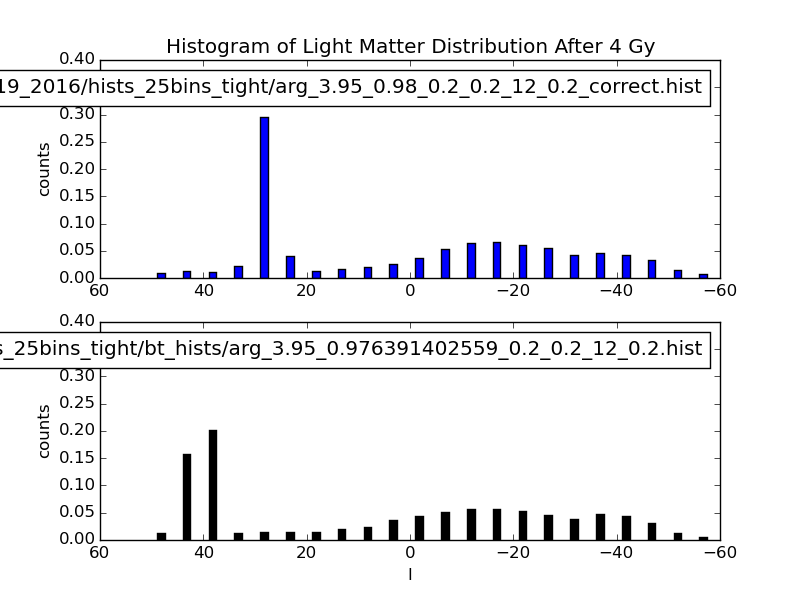 Histogram of Light Matter Distribution After 4 Gy
0.40
19_2016/hists_25bins_tight/arg_3.95_0.98_0.2_0.2_12_0.2_correct.hist
0.30
0.25
counts
0.20
0.15
0.10
0.05
0.00
60 40 20 0 −20 −40 −60
0.40
s_25bins_tight/bt_hists/arg_3.95_0.976391402559_0.2_0.2_12_0.2.hist
0.30
0.25
counts
0.20
0.15
0.10
0.05
0.00
60 40 20 0 −20 −40 −60
l